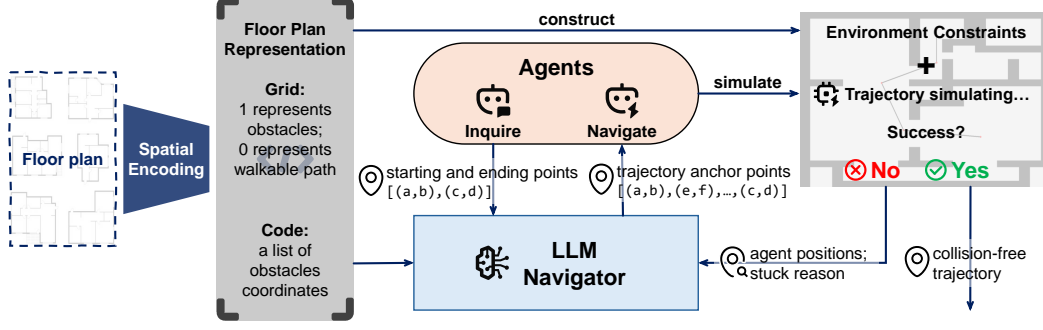 Floor plan
Spatial
Encoding
Floor Plan
Representation
Grid:
1 represents
obstacles;
0 represents
walkable path
Code:
a list of
obstacles
coordinates
construct
Agents
Inquire
Navigate
simulate
starting and ending points
[(a,b),(c,d)]
trajectory anchor points
[(a,b),(e,f),…,(c,d)]
LLM
Navigator
Environment Constraints
+
Trajectory simulating…
Success?
No
Yes
agent positions;
stuck reason
collision-free
trajectory